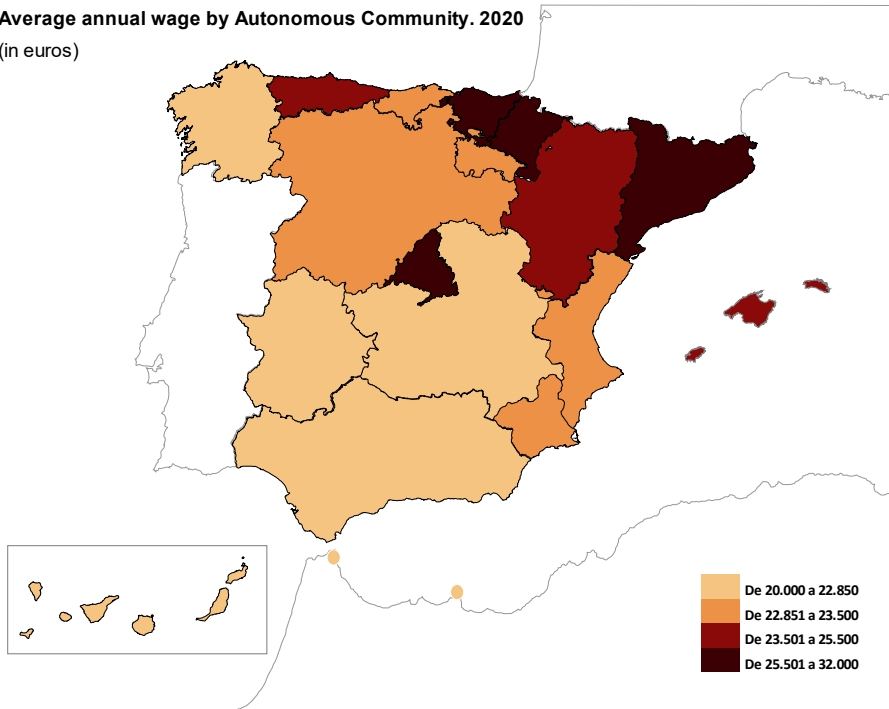 Average annual wage by Autonomous Community. 2020
(in euros)
De 20.000 a 22.850
De 22.851 a 23.500
De 23.501 a 25.500
De 25.501 a 32.000